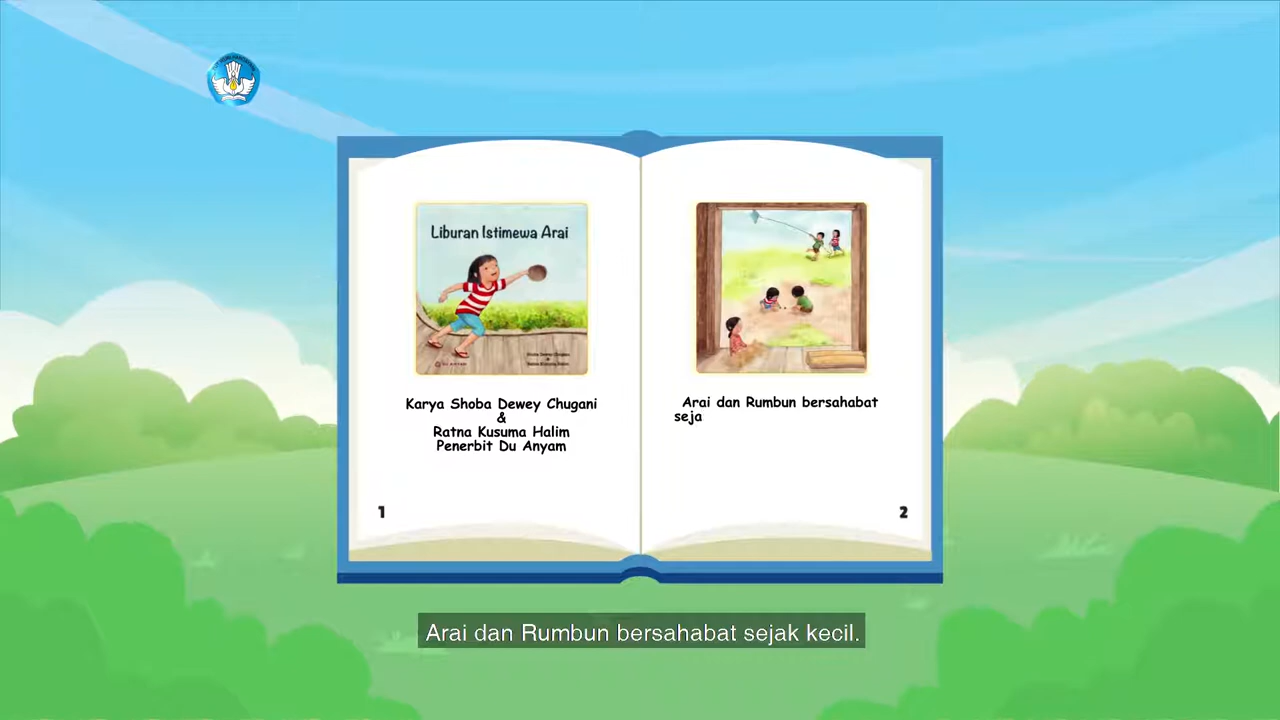 Liburan Istimewa Arai
Karya Shoba Dewey Chugani
&
Ratna Kusuma Halim
Penerbit Du Anyam
1
Arai dan Rumbun bersahabat
seja
2
Arai dan Rumbun bersahabat sejak kecil.